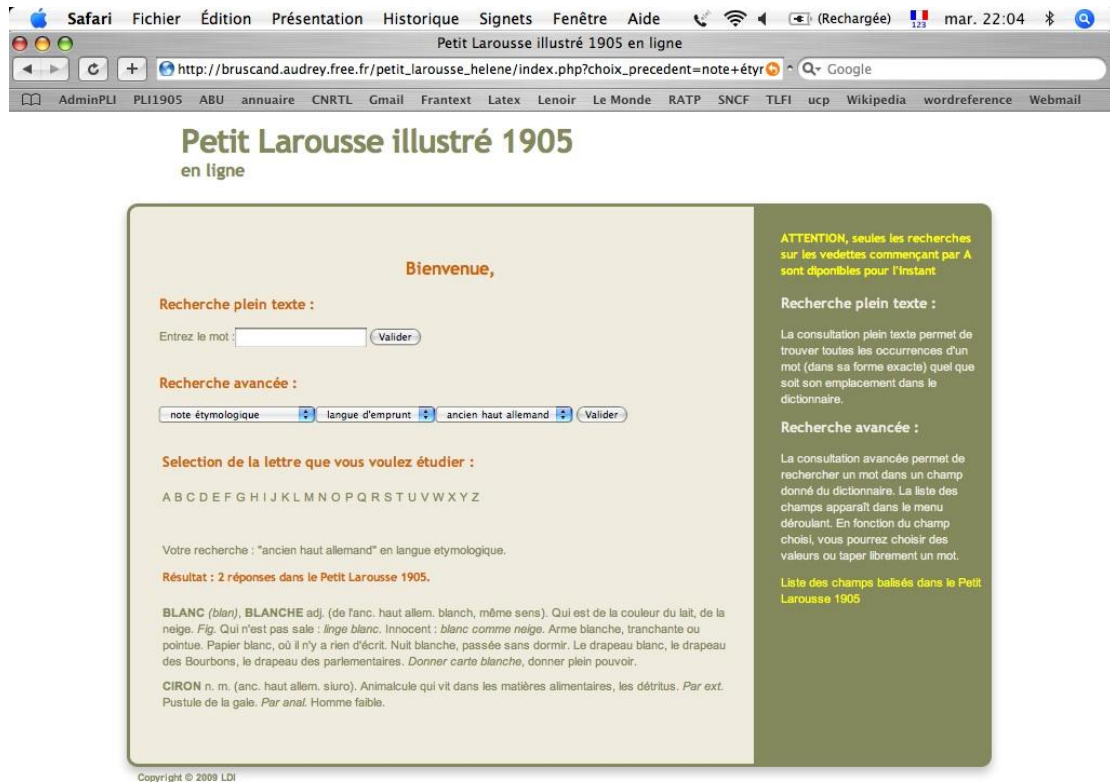 Safari Fichier Édition Présentation Historique Signets Fenêtre Aide (Rechargée) 123 mar. 22:04
Petit Larousse illustré 1905 en ligne
http://bruscand.audrey.free.fr/petit_larousse_helene/index.php?choix_precedent=note+étyr Google
AdminPLI PLI1905 ABU annuaire CNRTL Gmail Frantext Latex Lenoir Le Monde RATP SNCF TLFI ucp Wikipedia wordreference Webmail
Petit Larousse illustré 1905
en ligne
Bienvenue,
Recherche plein texte :
Entrez le mot : Valider
Recherche avancée :
note étymologique langue d'emprunt ancien haut allemand Valider
Selection de la lettre que vous voulez étudier :
A B C D E F G H I J K L M N O P Q R S T U V W X Y Z
Votre recherche : "ancien haut allemand" en langue etymologique.
Résultat : 2 réponses dans le Petit Larousse 1905.
BLANC (blan), BLANCHE adj. (de l'anc. haut allem. blanch, même sens). Qui est de la couleur du lait, de la
neige. Fig. Qui n'est pas sale : linge blanc. Innocent : blanc comme neige. Arme blanche, tranchante ou
pointue. Papier blanc, où il n'y a rien d'écrit. Nuit blanche, passée sans dormir. Le drapeau blanc, le drapeau
des Bourbons, le drapeau des parlementaires. Donner carte blanche, donner plein pouvoir.
CIRON n. m. (anc. haut allem. siuro). Animalcule qui vit dans les matières alimentaires, les détritus. Par ext.
Pustule de la gale. Par anal. Homme faible.
ATTENTION, seules les recherches
sur les vedettes commençant par A
sont diponibles pour l'instant
Recherche plein texte :
La consultation plein texte permet de
trouver toutes les occurrences d'un
mot (dans sa forme exacte) quel que
soit son emplacement dans le
dictionnaire.
Recherche avancée :
La consultation avancée permet de
rechercher un mot dans un champ
donné du dictionnaire. La liste des
champs apparaît dans le menu
déroulant. En fonction du champ
choisi, vous pourrez choisir des
valeurs ou taper librement un mot.
Liste des champs balisés dans le Petit
Larousse 1905
Copyright © 2009 LDI